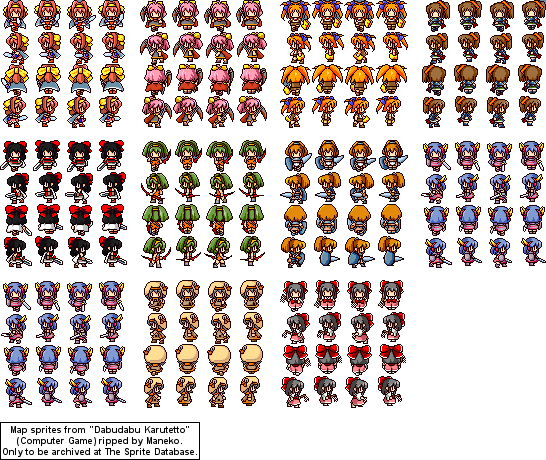 Map sprites from "Dabudabu Karutetto"
(Computer Game) ripped by Maneko.
Only to be archived at The Sprite Database.